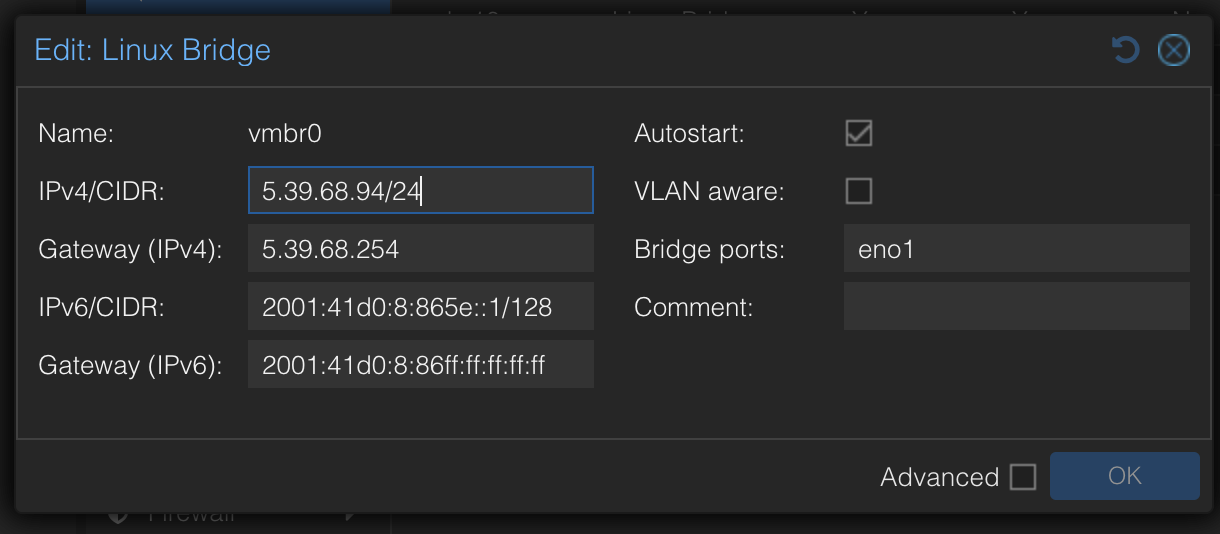 Edit: Linux Bridge
Name: vmbr0
Autostart:
IPv4/CIDR: 5.39.68.94/24
VLAN aware:
Gateway (IPv4): 5.39.68.254
Bridge ports: eno1
IPv6/CIDR: 2001:41d0:8:865e::1/128
Comment:
Gateway (IPv6): 2001:41d0:8:86ff:ff:ff:ff:ff
Advanced OK
Firewall